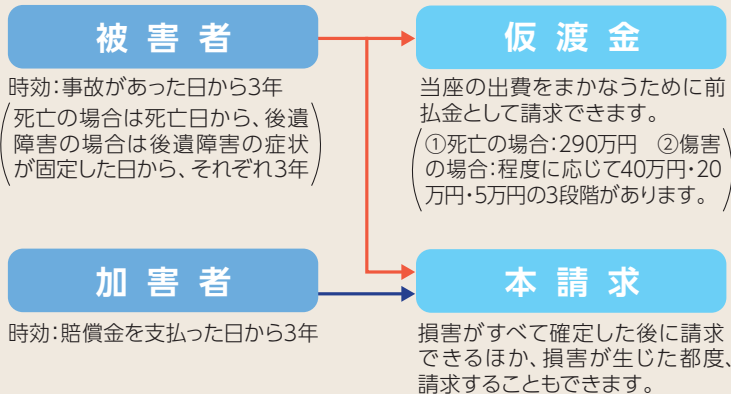 被害者
時効：事故があった日から3年
（死亡の場合は死亡日から、後遺
障害の場合は後遺障害の症状
が固定した日から、それぞれ3年）
仮渡金
当座の出費をまかなうために前
払金として請求できます。
（①死亡の場合：290万円　②傷害
の場合：程度に応じて40万円・20
万円・5万円の3段階があります。）
加害者
時効：賠償金を支払った日から3年
本請求
損害がすべて確定した後に請求
できるほか、損害が生じた都度、
請求することもできます。